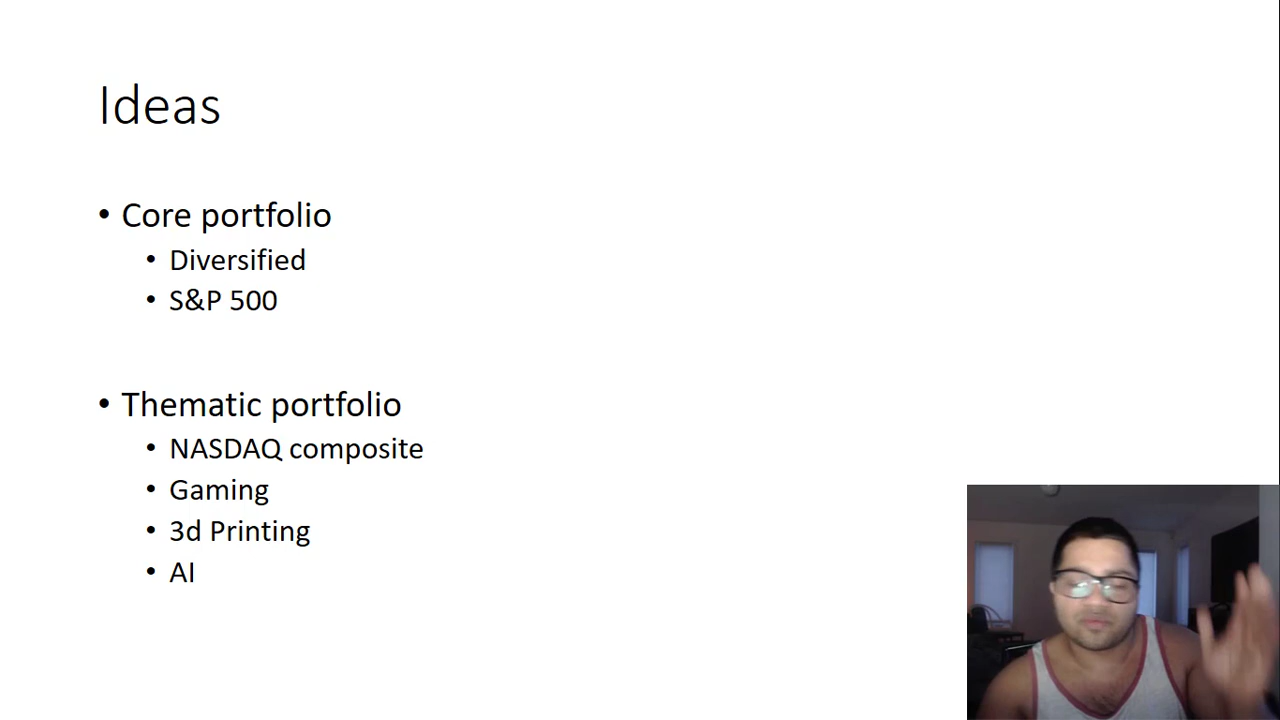 Ideas
• Core portfolio
• Diversified
• S&P 500
• Thematic portfolio
• NASDAQ composite
• Gaming
• 3d Printing
• AI